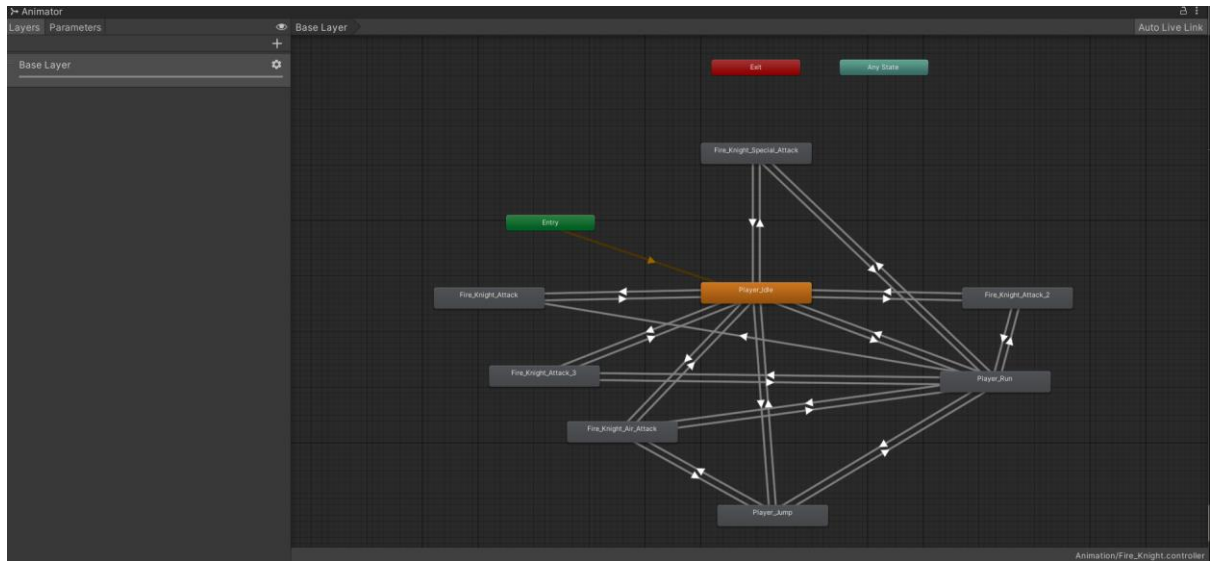 Animator
Layers Parameters
Base Layer
Auto Live Link
Base Layer
Exit
Any State
Fire_Knight_Special_Attack
Entry
Player_Idle
Fire_Knight_Attack
Fire_Knight_Attack_2
Fire_Knight_Attack_3
Player_Run
Fire_Knight_Air_Attack
Player_Jump
Animation/Fire_Knight.controller